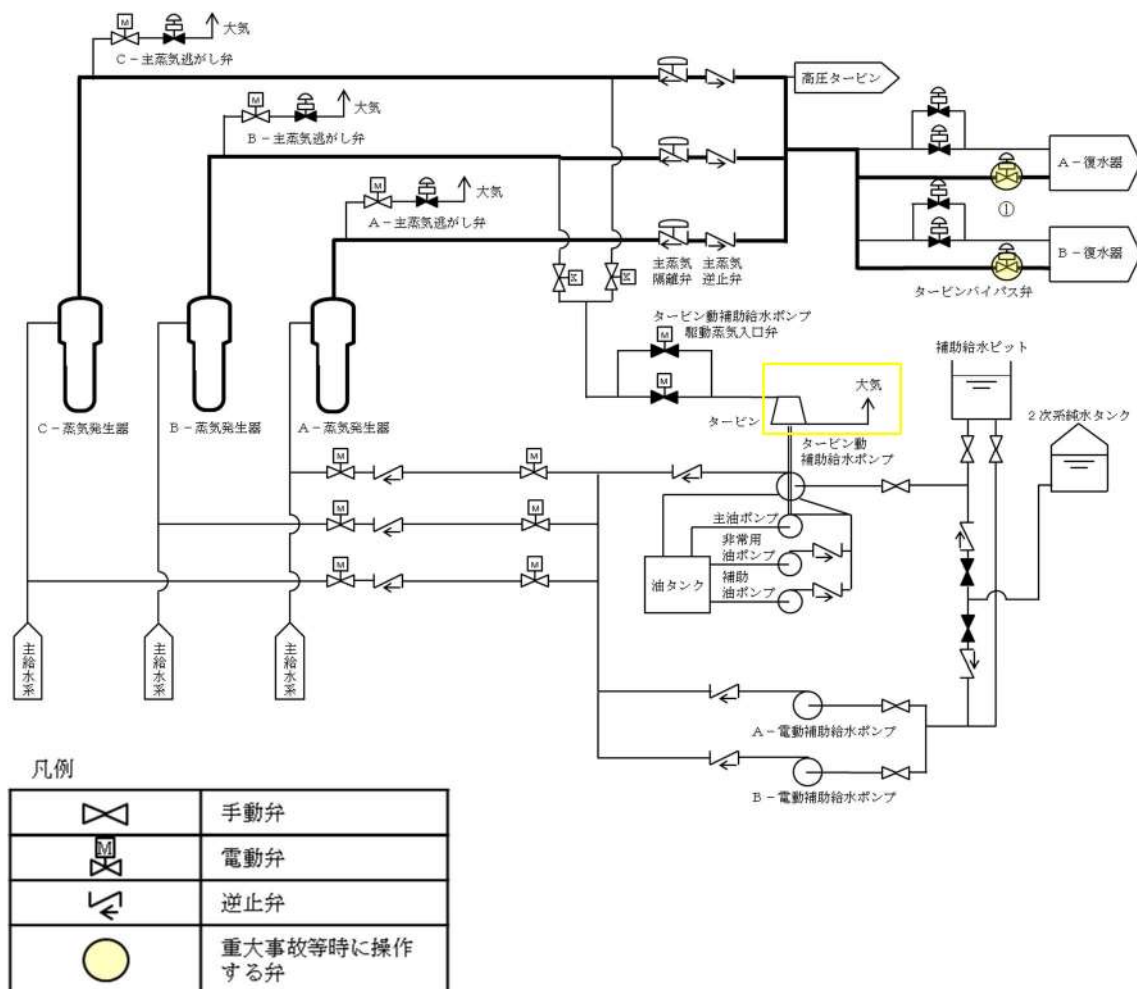 M
大気
C-主蒸気逃がし弁
M
大気
B-主蒸気逃がし弁
M
大気
A-主蒸気逃がし弁
高圧タービン
A-復水器
①
B-復水器
タービンバイパス弁
主蒸気
隔離弁
主蒸気
逆止弁
M
M
タービン動補助給水ポンプ
駆動蒸気入口弁
M
M
大気
タービン
補助給水ピット
2次系純水タンク
C-蒸気発生器
B-蒸気発生器
A-蒸気発生器
タービン動
補助給水ポンプ
M
M
M
M
M
M
主油ポンプ
非常用
油ポンプ
補助
油ポンプ
油タンク
主給水系
主給水系
主給水系
A-電動補助給水ポンプ
B-電動補助給水ポンプ
凡例
手動弁
M
電動弁
逆止弁
重大事故等時に操作
する弁